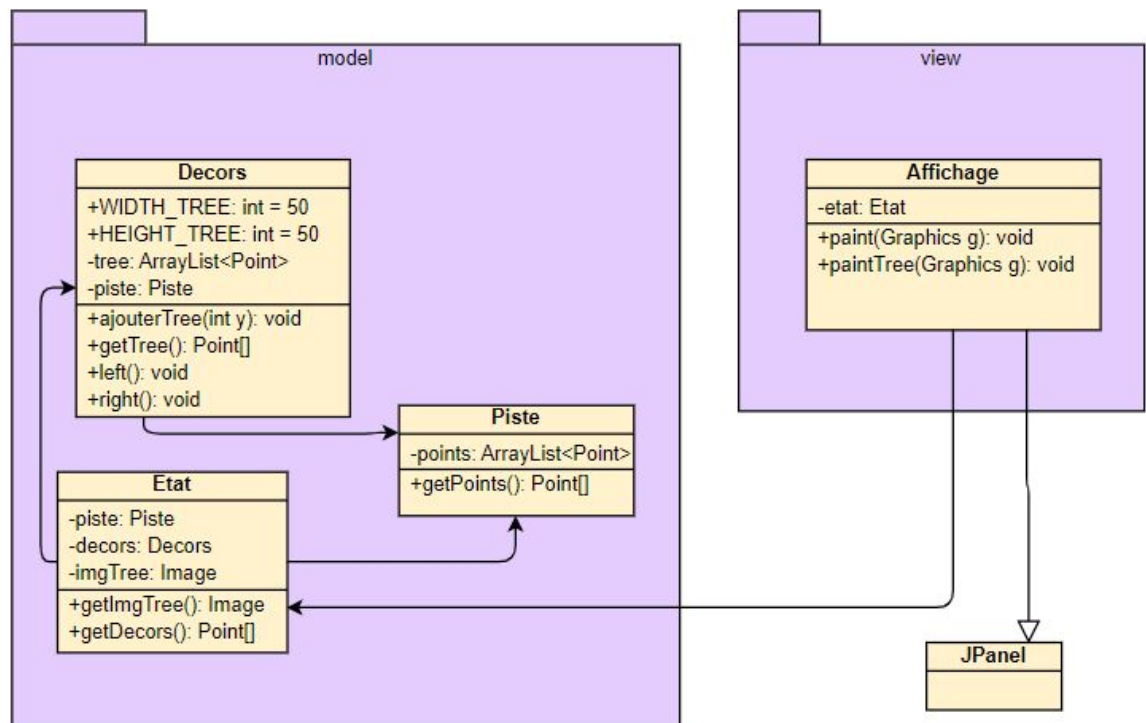 model
Decors
+WIDTH_TREE: int = 50
+HEIGHT_TREE: int = 50
-tree: ArrayList<Point>
-piste: Piste
+ajouterTree(int y): void
+getTree(): Point[]
+left(): void
+right(): void
Piste
-points: ArrayList<Point>
+getPoints(): Point[]
Etat
-piste: Piste
-decors: Decors
-imgTree: Image
+getImgTree(): Image
+getDecors(): Point[]
view
Affichage
-etat: Etat
+paint(Graphics g): void
+paintTree(Graphics g): void
JPanel